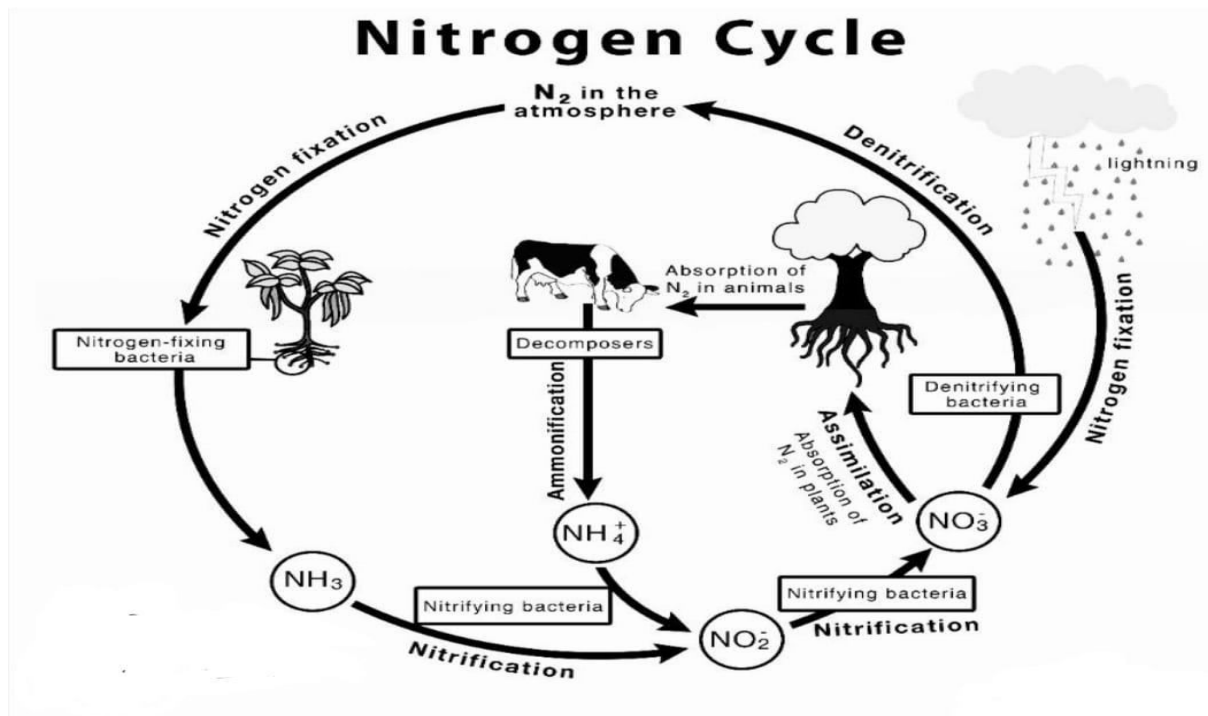 Nitrogen Cycle
N₂ in the
atmosphere
Nitrogen fixation
Denitrification
lightning
Absorption of
N₂ in animals
Nitrogen-fixing
bacteria
Decomposers
Denitrifying
bacteria
Nitrogen fixation
Ammonification
Assimilation
Absorption of
N₂ in plants
NH₄⁺
NO₃⁻
NH₃
Nitrifying bacteria
Nitrifying bacteria
NO₂⁻
Nitrification
Nitrification